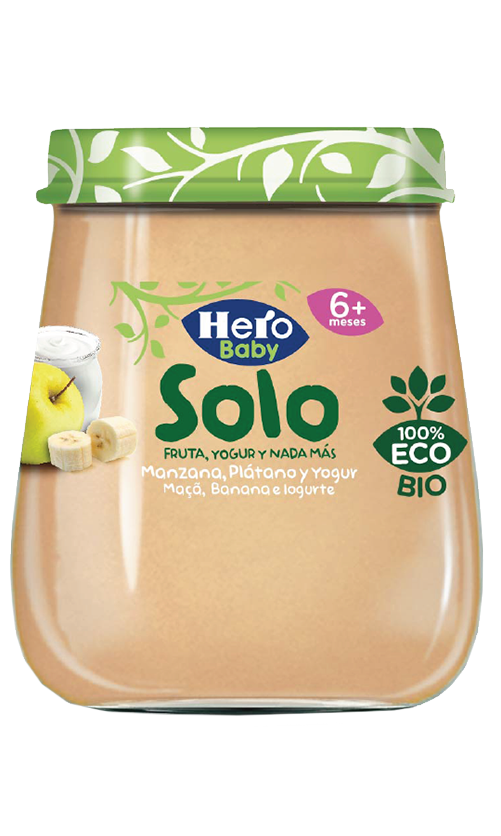 Hero
Baby
6+
meses
Solo
FRUTA, YOGUR Y NADA MÁS
Manzana, Plátano y Yogur
Maçã, Banana e Iogurte
100%
ECO
BIO